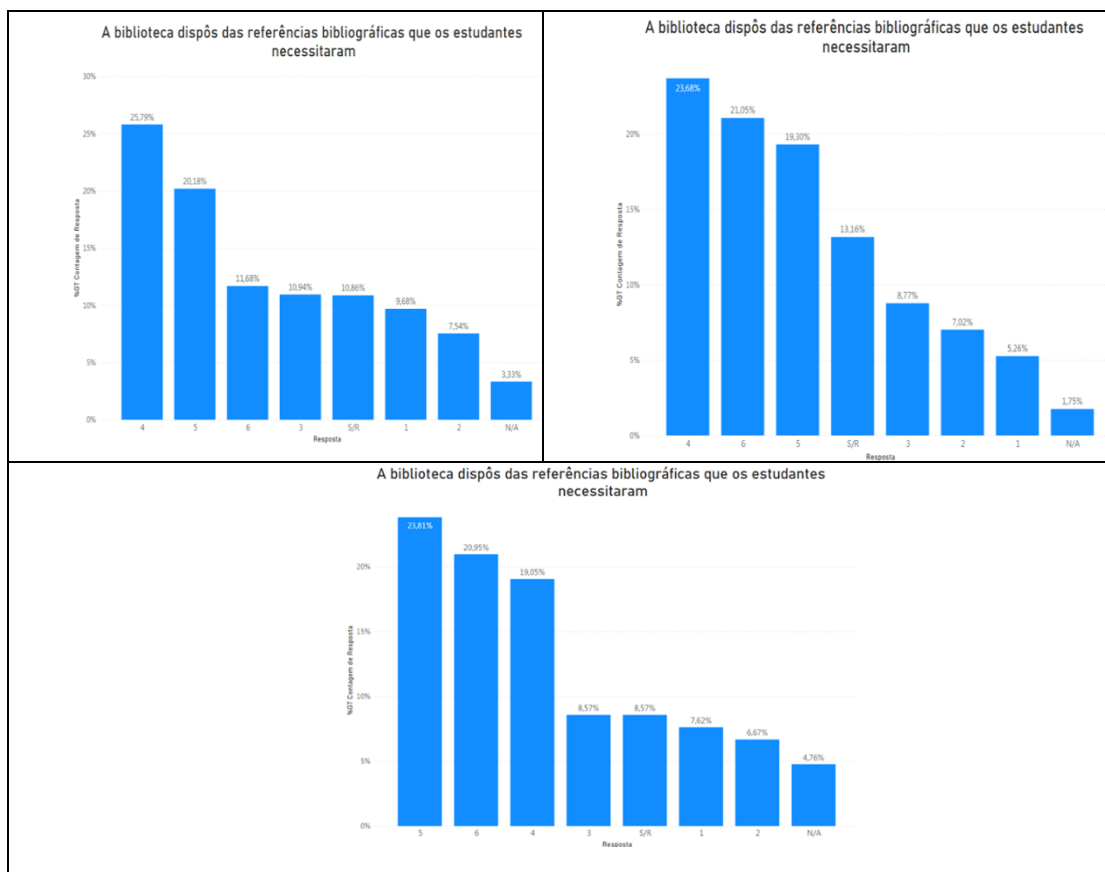 A biblioteca dispôs das referências bibliográficas que os estudantes
necessitaram
30%
25%
20%
15%
10%
5%
0%
%GT Contagem de Resposta
25,79%
20,18%
11,68%
10,94%
10,86%
9,68%
7,54%
3,33%
4 5 6 3 S/R 1 2 N/A
Resposta
A biblioteca dispôs das referências bibliográficas que os estudantes
necessitaram
20%
15%
10%
5%
0%
%GT Contagem de Resposta
23,68%
21,05%
19,30%
13,16%
8,77%
7,02%
5,26%
1,75%
4 6 5 S/R 3 2 1 N/A
Resposta
A biblioteca dispôs das referências bibliográficas que os estudantes
necessitaram
20%
15%
10%
5%
0%
%GT Contagem de Resposta
23,81%
20,95%
19,05%
8,57%
8,57%
7,62%
6,67%
4,76%
5 6 4 3 S/R 1 2 N/A
Resposta